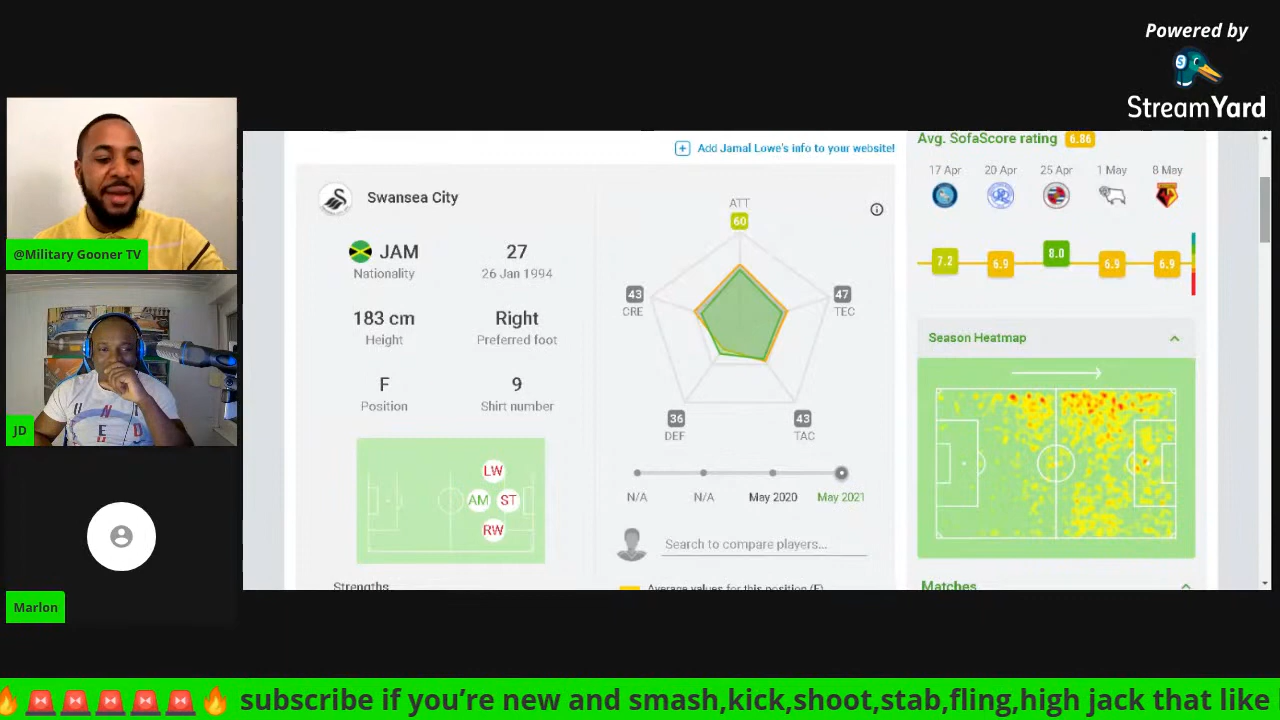 Powered by
StreamYard
@Military Gooner TV
JD
Marlon
Add Jamal Lowe's info to your website!
Swansea City
JAM
Nationality
27
26 Jan 1994
183 cm
Height
Right
Preferred foot
F
Position
9
Shirt number
LW
AM
ST
RW
Strengths
ATT
60
43
CRE
47
TEC
36
DEF
43
TAC
N/A
N/A
May 2020
May 2021
Search to compare players...
Average values for this position (F)
Avg. SofaScore rating 6.86
17 Apr
20 Apr
25 Apr
1 May
8 May
7.2
6.9
8.0
6.9
6.9
Season Heatmap
Matches
subscribe if you’re new and smash,kick,shoot,stab,fling,high jack that like